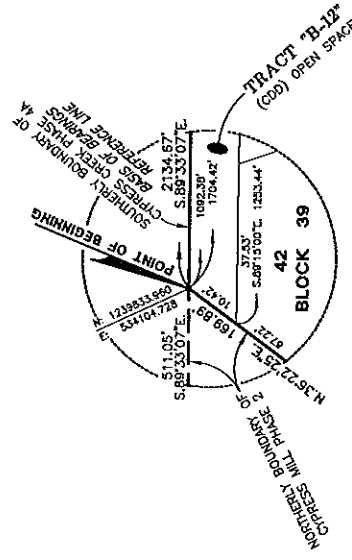 SOUTHERLY BOUNDARY OF
CYPRESS CREEK PHASE 4A
BASIS OF BEARINGS
REFERENCE LINE
2134.67'
S.89°33'07"E.
1092.38'
1704.42'
TRACT "B-12"
(CDD) OPEN SPACE
POINT OF BEGINNING
N: 1239833.960
E: 534104.728
511.05'
S.89°33'07"E.
10.42'
37.53'
S.89°15'00"E. 1253.44'
169.89'
67.22'
N.36°22'25"E.
42
BLOCK 39
NORTHERLY BOUNDARY OF
CYPRESS MILL PHASE 2